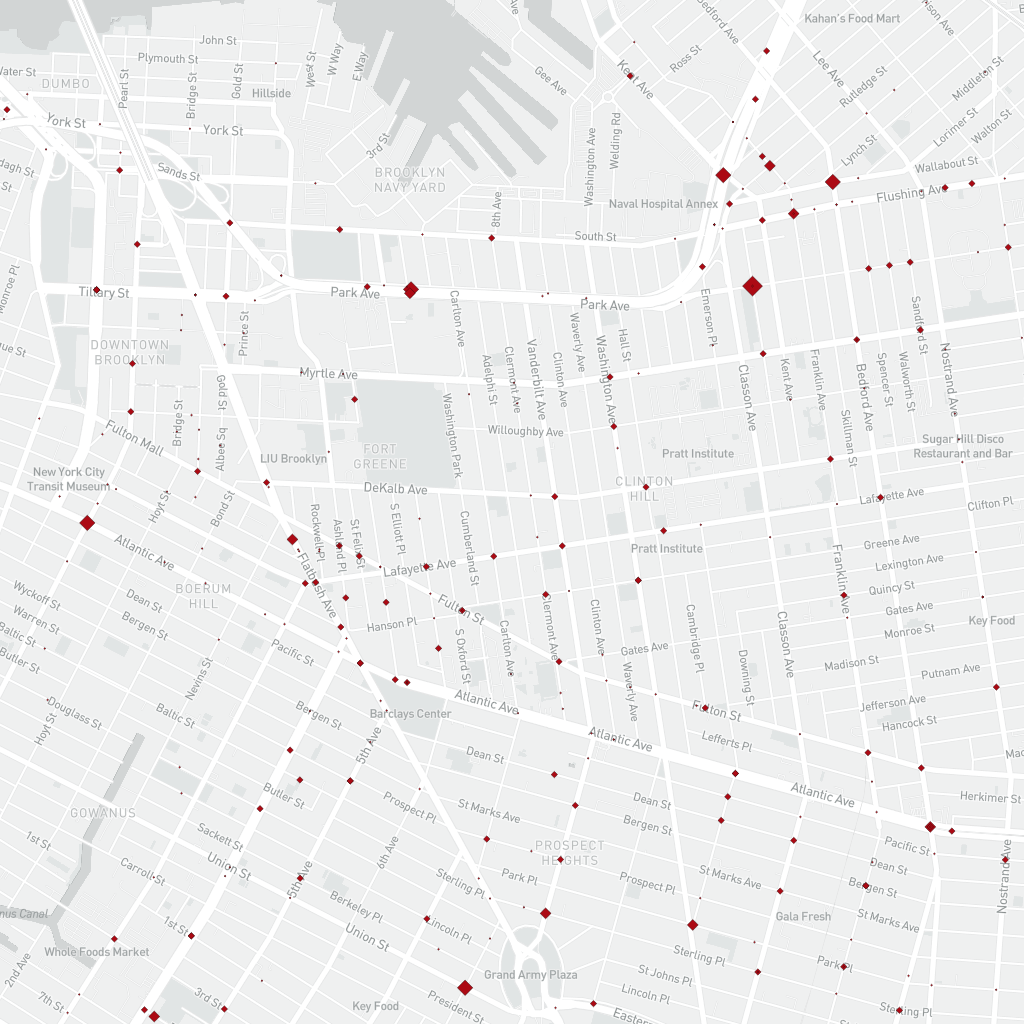 Kahan's Food Mart
Bedford Ave
John St
Plymouth St
West St
W Way
E Way
Ross St
Lee Ave
Kent Ave
Gee Ave
Middleton St
Rutledge St
DUMBO
Pearl St
Bridge St
Gold St
Hillside
York St
York St
3rd St
Welling Rd
Washington Ave
Lynch St
Lorimer St
Walton St
Wallabout St
Sands St
BROOKLYN
NAVY YARD
8th Ave
Naval Hospital Annex
Flushing Ave
South St
Monroe Pl
Tillary St
Park Ave
Park Ave
Prince St
Carlton Ave
Adelphi St
Clermont Ave
Vanderbilt Ave
Clinton Ave
Waverly Ave
Washington Ave
Hall St
Emerson Pl
Sandford St
Nostrand Ave
DOWNTOWN
BROOKLYN
Myrtle Ave
Classon Ave
Kent Ave
Franklin Ave
Bedford Ave
Spencer St
Walworth St
Skillman St
Gold St
Bridge St
Albee Sq
Fulton Mall
Washington Park
Willoughby Ave
LIU Brooklyn
FORT
GREENE
Pratt Institute
Sugar Hill Disco
Restaurant and Bar
New York City
Transit Museum
DeKalb Ave
CLINTON
HILL
Lafayette Ave
Clifton Pl
Hoyt St
Bond St
Rockwell Pl
Ashland Pl
St Felix St
S Elliott Pl
Cumberland St
Atlantic Ave
Flatbush Ave
Lafayette Ave
Pratt Institute
Greene Ave
Lexington Ave
Quincy St
Gates Ave
Monroe St
Key Food
Franklin Ave
BOERUM
HILL
Wyckoff St
Warren St
Baltic St
Butler St
Dean St
Bergen St
Hanson Pl
Fulton St
S Oxford St
Carlton Ave
Clermont Ave
Clinton Ave
Waverly Ave
Gates Ave
Cambridge Pl
Downing St
Classon Ave
Madison St
Putnam Ave
Jefferson Ave
Hancock St
Pacific St
Nevins St
Douglass St
Hoyt St
Baltic St
Bergen St
5th Ave
Barclays Center
Atlantic Ave
Atlantic Ave
Fulton St
Lefferts Pl
Dean St
Atlantic Ave
Herkimer St
GOWANUS
Butler St
Prospect Pl
St Marks Ave
Dean St
Bergen St
PROSPECT
HEIGHTS
Pacific St
Dean St
Bergen St
Nostrand Ave
1st St
Sackett St
Union St
Carroll St
5th Ave
6th Ave
Sterling Pl
Park Pl
Prospect Pl
St Marks Ave
Gala Fresh
St Marks Ave
1st St
Berkeley Pl
Union St
Lincoln Pl
Whole Foods Market
2nd Ave
7th St
3rd St
Key Food
President St
Grand Army Plaza
Sterling Pl
St Johns Pl
Lincoln Pl
Park Pl
Sterling Pl